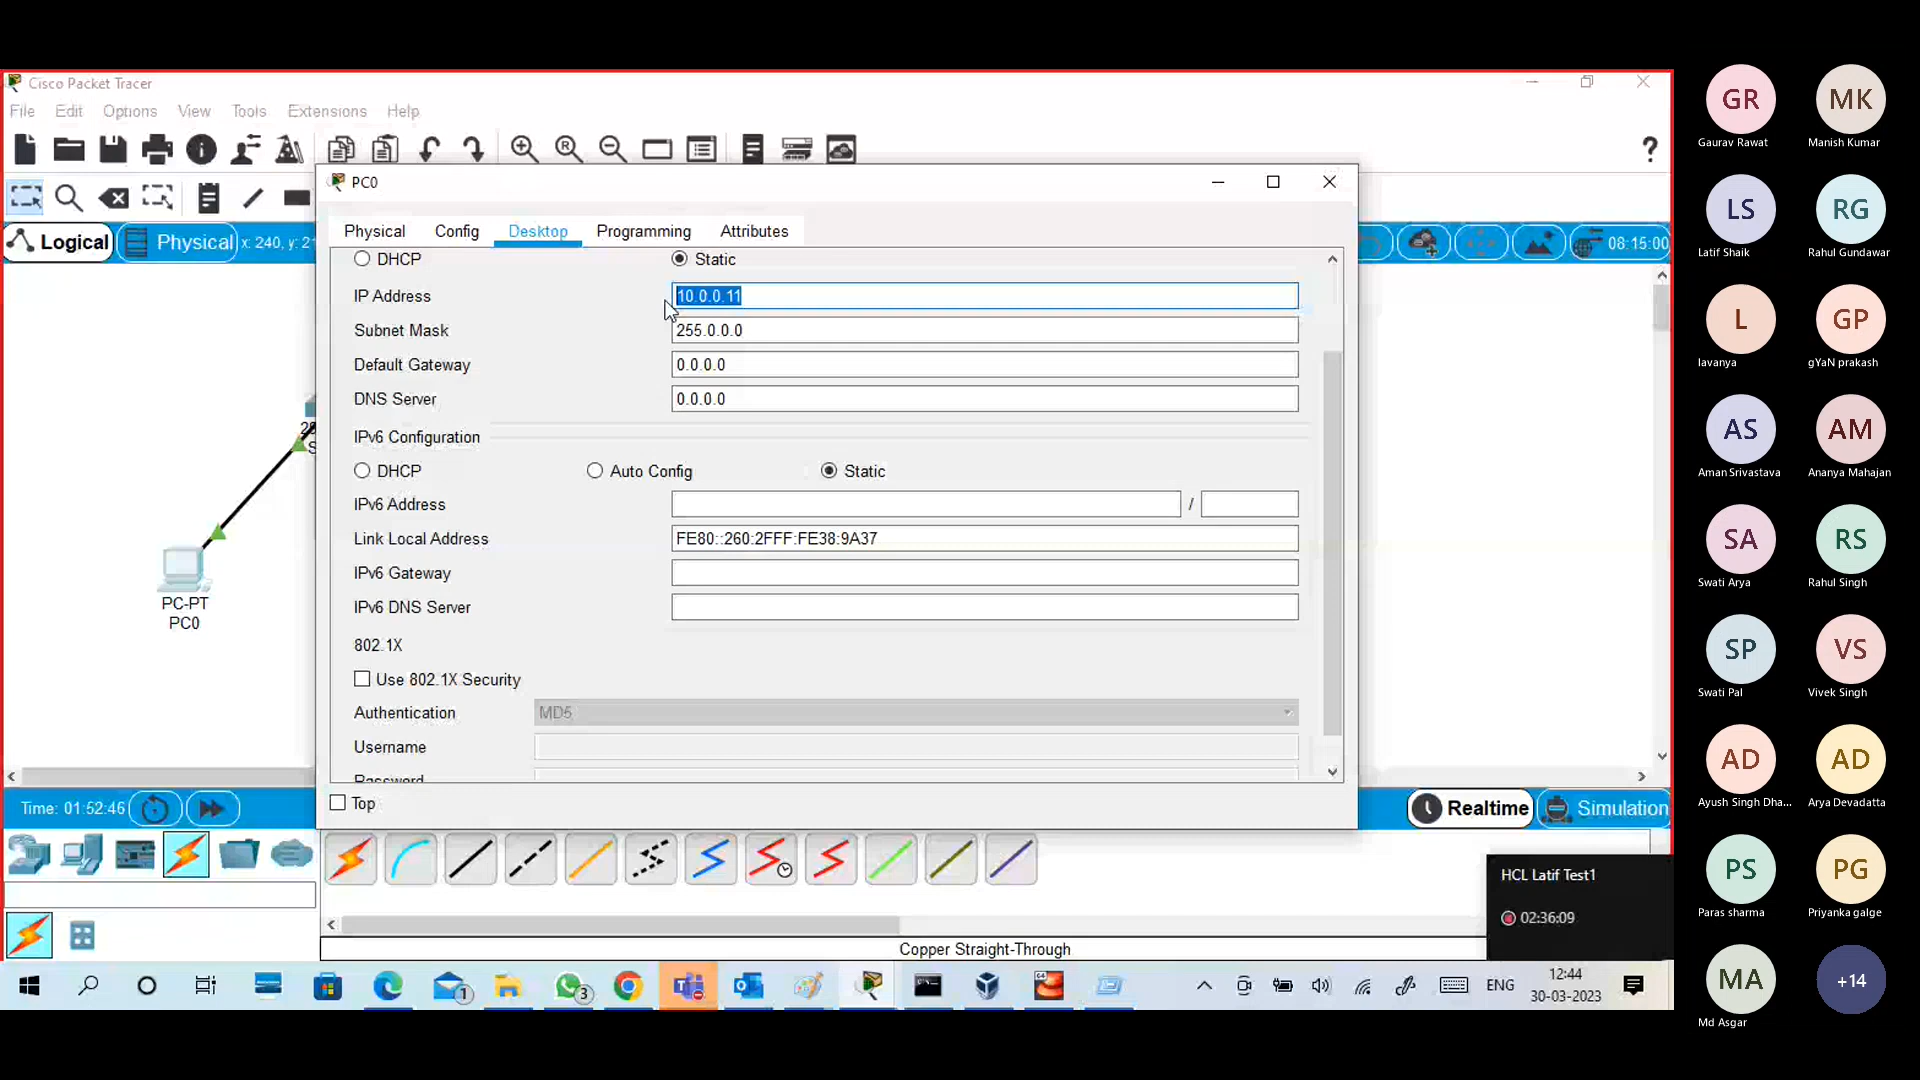 Cisco Packet Tracer
File Edit Options View Tools Extensions Help
PC0
Logical Physical x: 240, y: 21
08:15:00
Physical Config Desktop Programming Attributes
DHCP Static
IP Address 10.0.0.11
Subnet Mask 255.0.0.0
Default Gateway 0.0.0.0
DNS Server 0.0.0.0
IPv6 Configuration
DHCP Auto Config Static
IPv6 Address /
Link Local Address FE80::260:2FFF:FE38:9A37
IPv6 Gateway
IPv6 DNS Server
802.1X
Use 802.1X Security
Authentication MD5
Username
Password
Top
29
S
PC-PT
PC0
Time: 01:52:46
Realtime Simulation
Copper Straight-Through
HCL Latif Test1
02:36:09
1
3
64
ENG
12:44
30-03-2023
GR MK
Gaurav Rawat Manish Kumar
LS RG
Latif Shaik Rahul Gundawar
L GP
lavanya gYaN prakash
AS AM
Aman Srivastava Ananya Mahajan
SA RS
Swati Arya Rahul Singh
SP VS
Swati Pal Vivek Singh
AD AD
Ayush Singh Dha... Arya Devadatta
PS PG
Paras sharma Priyanka galge
MA +14
Md Asgar